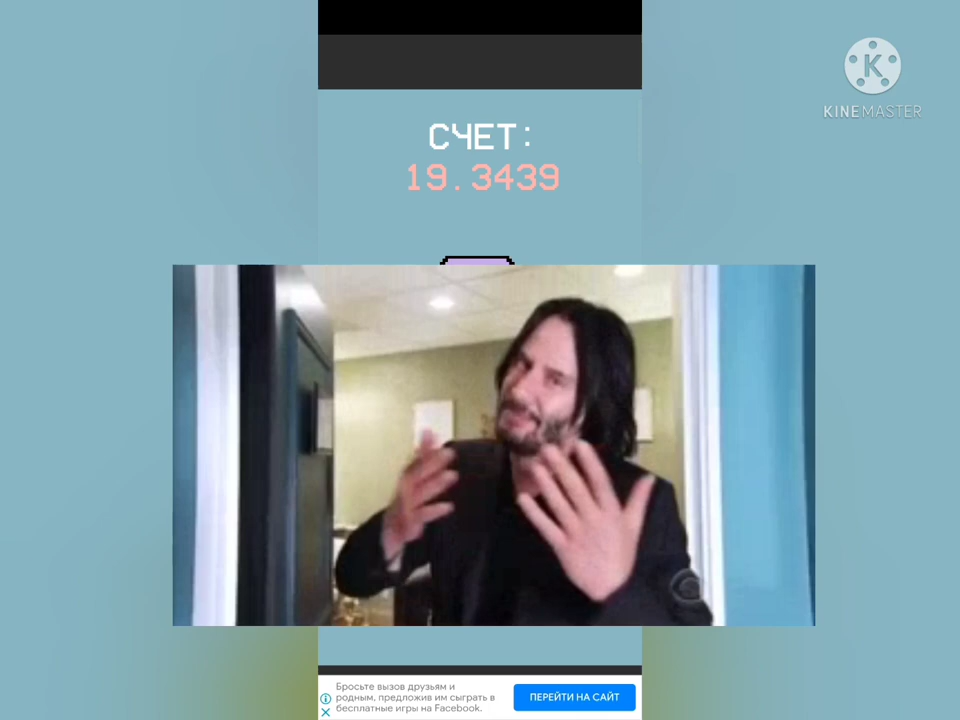 KINEMASTER
СЧЕТ:
19.3439
Бросьте вызов друзьям и
родным, предложив им сыграть в
бесплатные игры на Facebook.
ПЕРЕЙТИ НА САЙТ